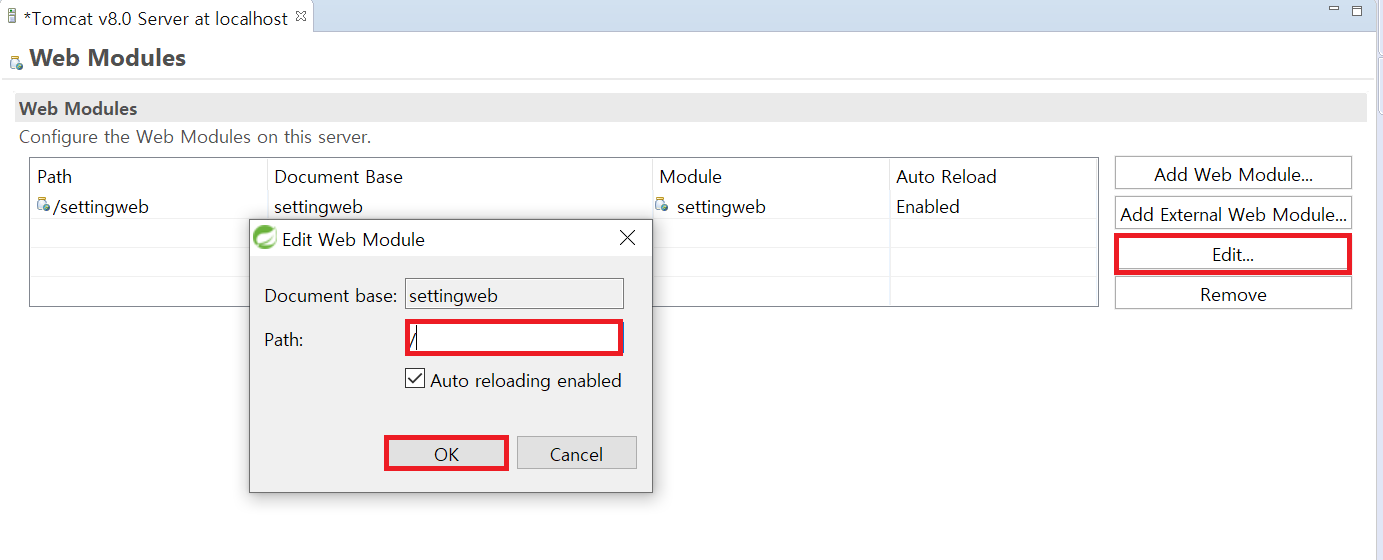 *Tomcat v8.0 Server at localhost
Web Modules
Web Modules
Configure the Web Modules on this server.
Path Document Base Module Auto Reload
/settingweb settingweb settingweb Enabled
Add Web Module...
Add External Web Module...
Edit...
Remove
Edit Web Module
Document base: settingweb
Path: /
Auto reloading enabled
OK Cancel